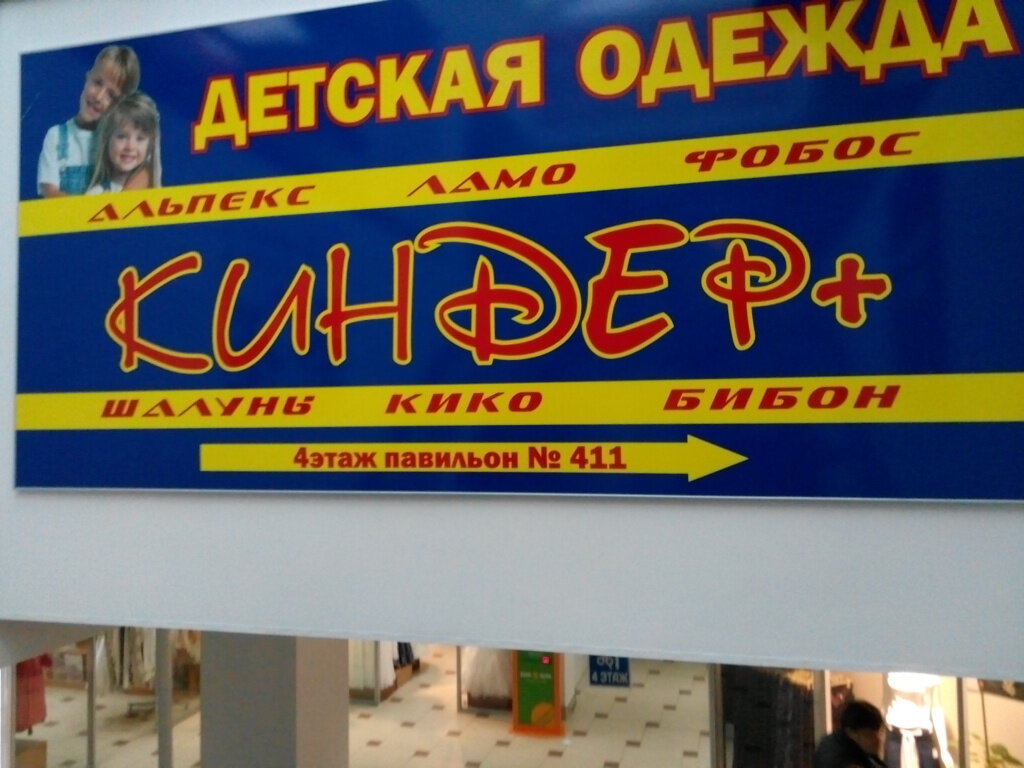 ДЕТСКАЯ ОДЕЖДА
АЛЬПЕКС ЛАМО ФОБОС
КИНДЕР+
ШАЛУНЬ КИКО БИБОН
4этаж павильон № 411
4 ЭТАЖ